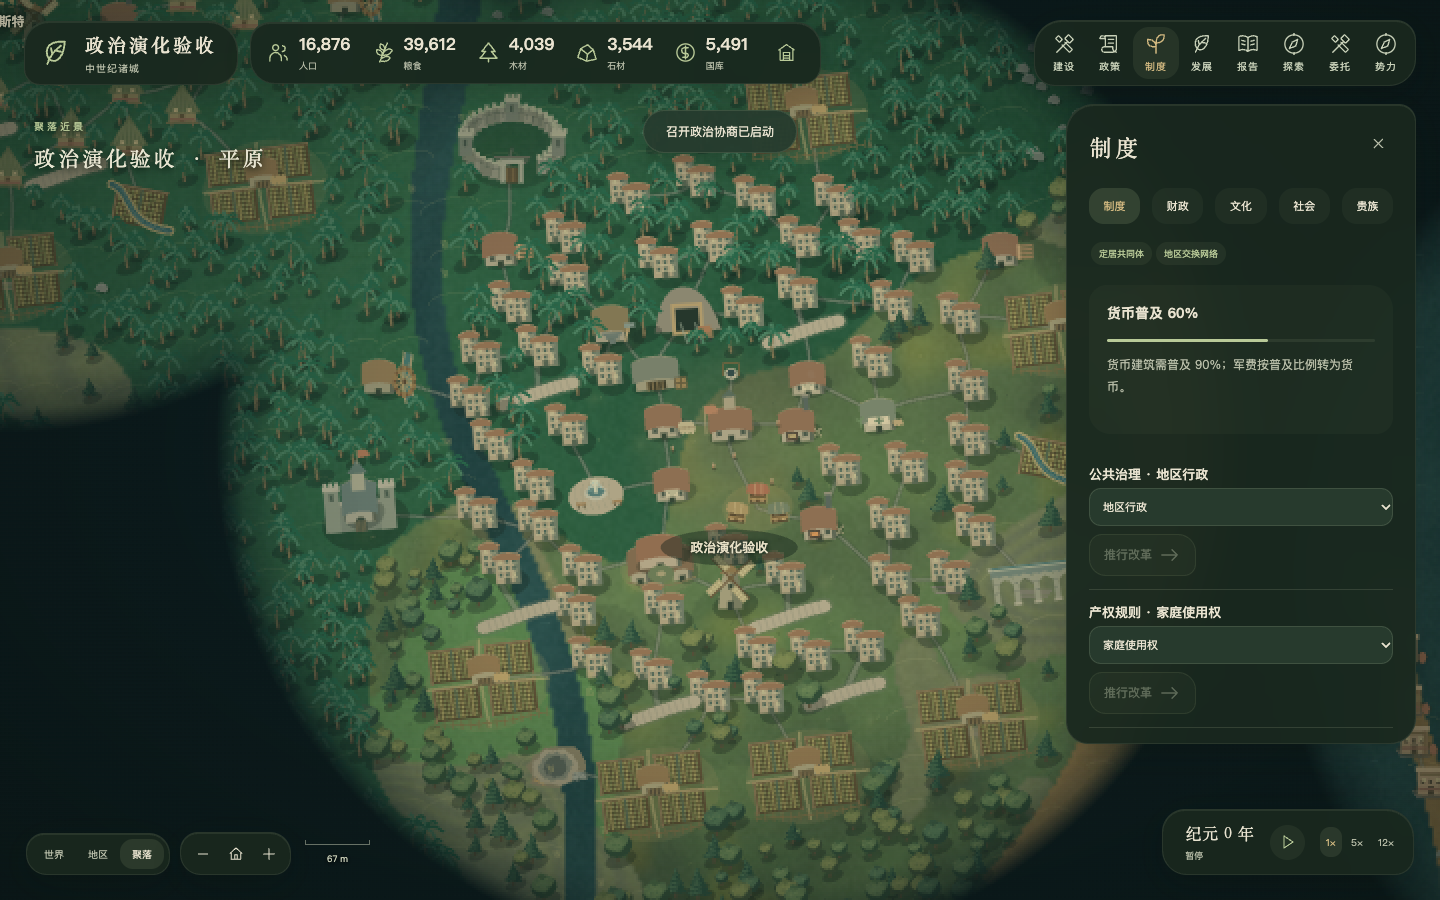 斯特
政治演化验收
中世纪诸城
16,876
人口
39,612
粮食
4,039
木材
3,544
石材
5,491
国库
建设
政策
制度
发展
报告
探索
委托
势力
聚落近景
政治演化验收 · 平原
召开政治协商已启动
制度
制度
财政
文化
社会
贵族
定居共同体
地区交换网络
货币普及 60%
货币建筑需普及 90%；军费按普及比例转为货
币。
公共治理 · 地区行政
地区行政
推行改革
产权规则 · 家庭使用权
家庭使用权
推行改革
政治演化验收
世界
地区
聚落
67 m
纪元 0 年
暂停
1×
5×
12×